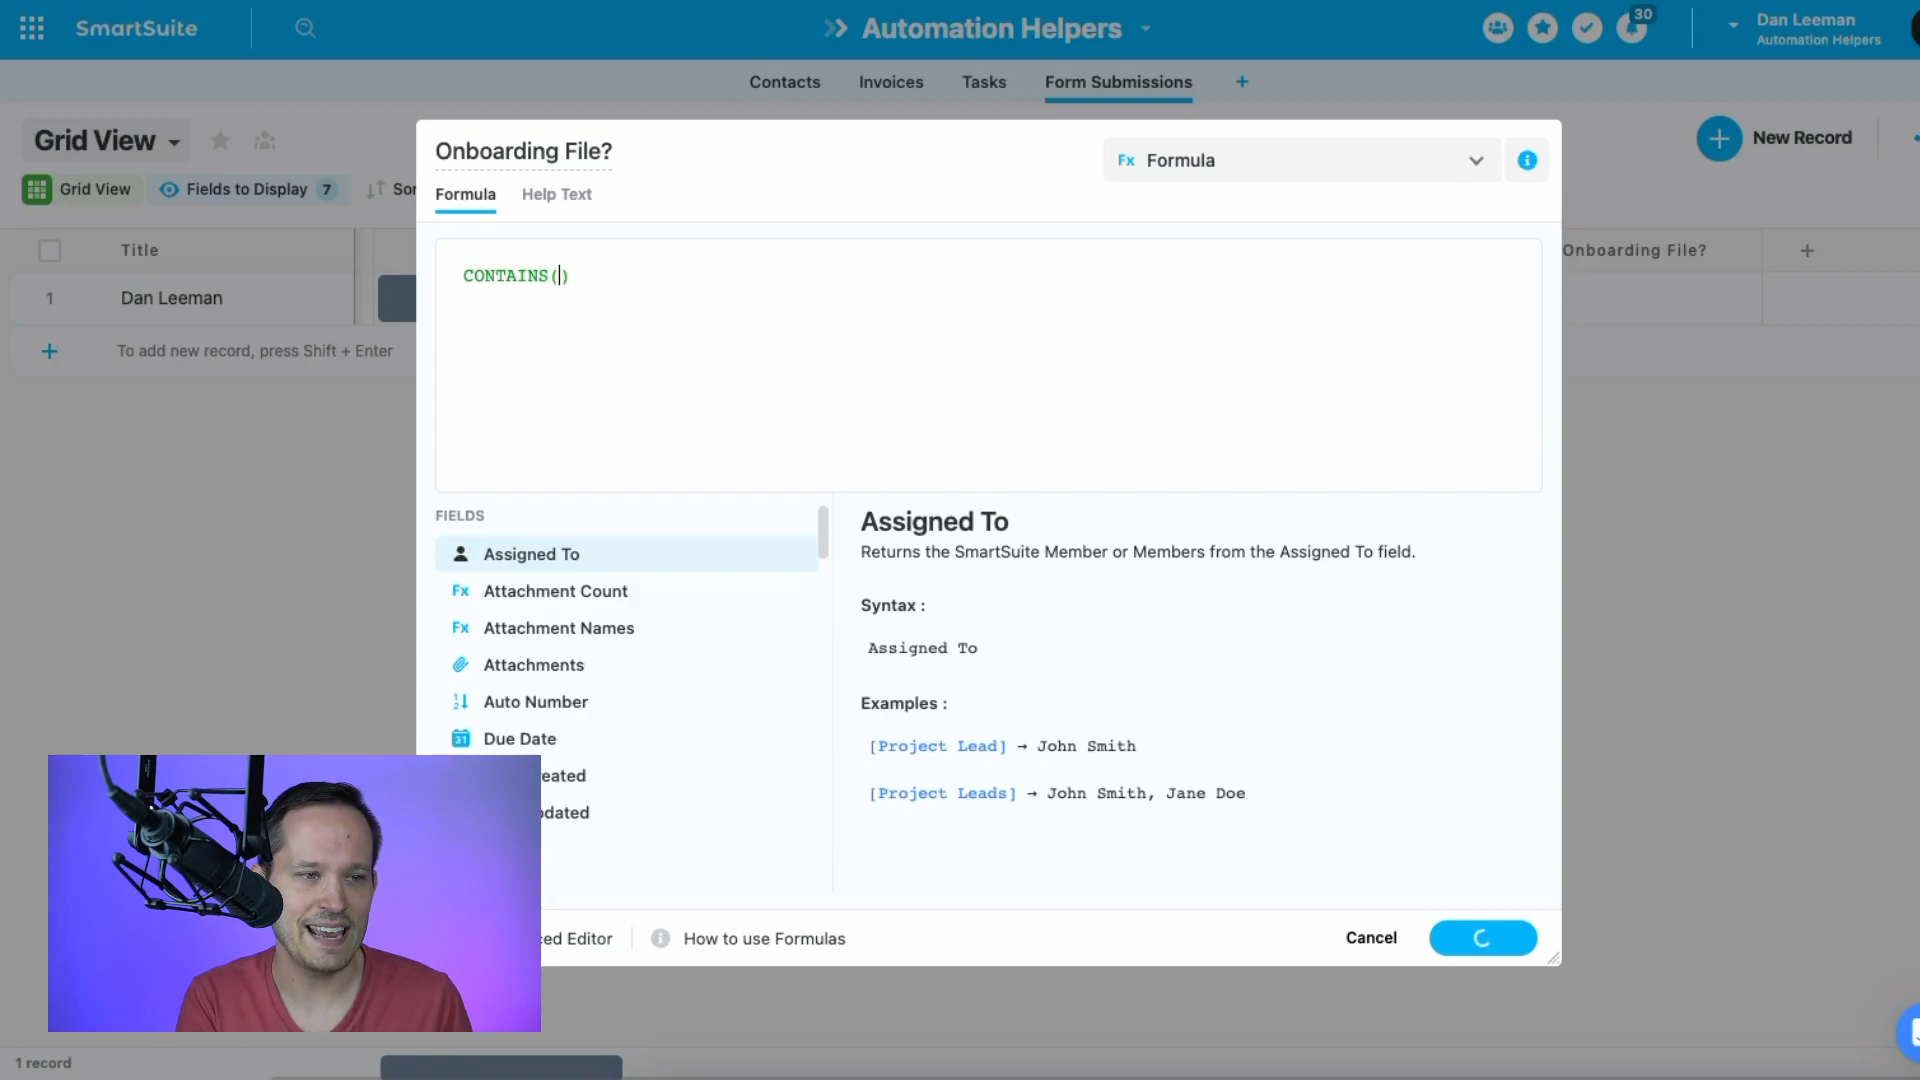 SmartSuite
Automation Helpers
30
Dan Leeman
Automation Helpers
Contacts
Invoices
Tasks
Form Submissions
Grid View
New Record
Grid View
Fields to Display
7
Sor
Onboarding File?
Fx Formula
Formula
Help Text
Title
Onboarding File?
CONTAINS()
1
Dan Leeman
To add new record, press Shift + Enter
FIELDS
Assigned To
Fx Attachment Count
Fx Attachment Names
Attachments
Auto Number
31 Due Date
eated
dated
Assigned To
Returns the SmartSuite Member or Members from the Assigned To field.
Syntax :
Assigned To
Examples :
[Project Lead] → John Smith
[Project Leads] → John Smith, Jane Doe
ced Editor
How to use Formulas
Cancel
1 record